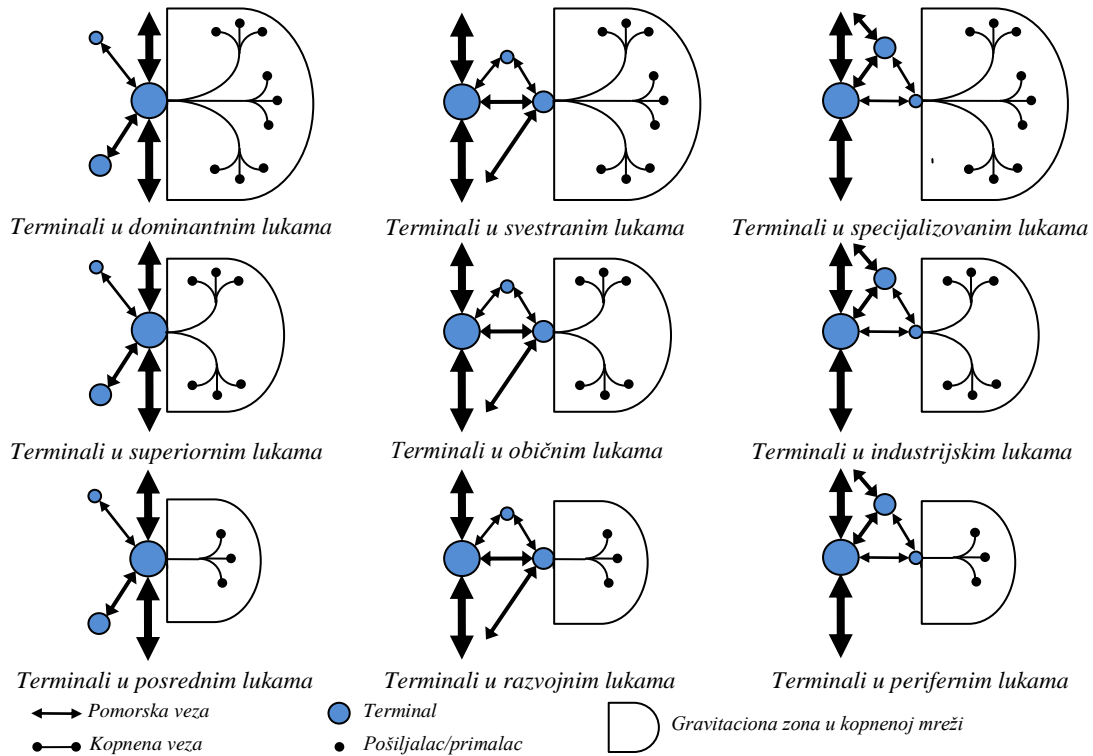 Terminali u dominantnim lukama
Terminali u svestranim lukama
Terminali u specijalizovanim lukama
Terminali u superiornim lukama
Terminali u običnim lukama
Terminali u industrijskim lukama
Terminali u posrednim lukama
Terminali u razvojnim lukama
Terminali u perifernim lukama
Pomorska veza
Terminal
Gravitaciona zona u kopnenoj mreži
Kopnena veza
Pošiljalac/primalac